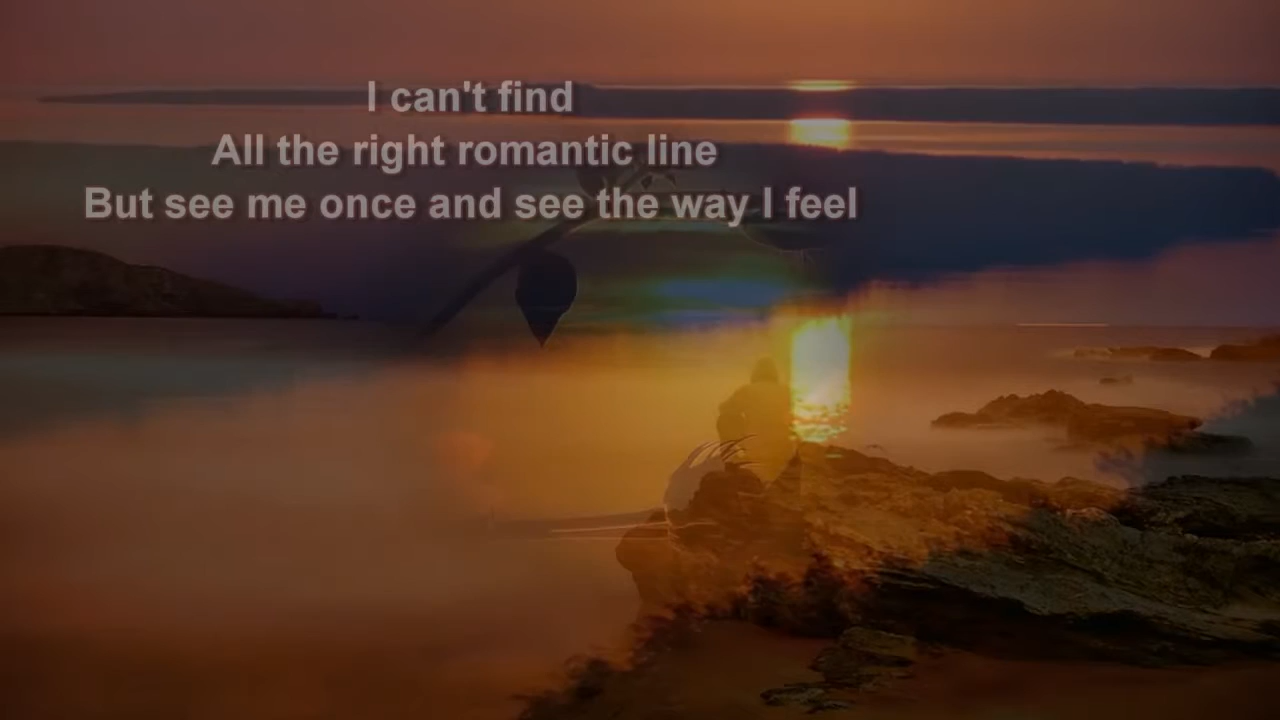 I can't find
All the right romantic line
But see me once and see the way I feel